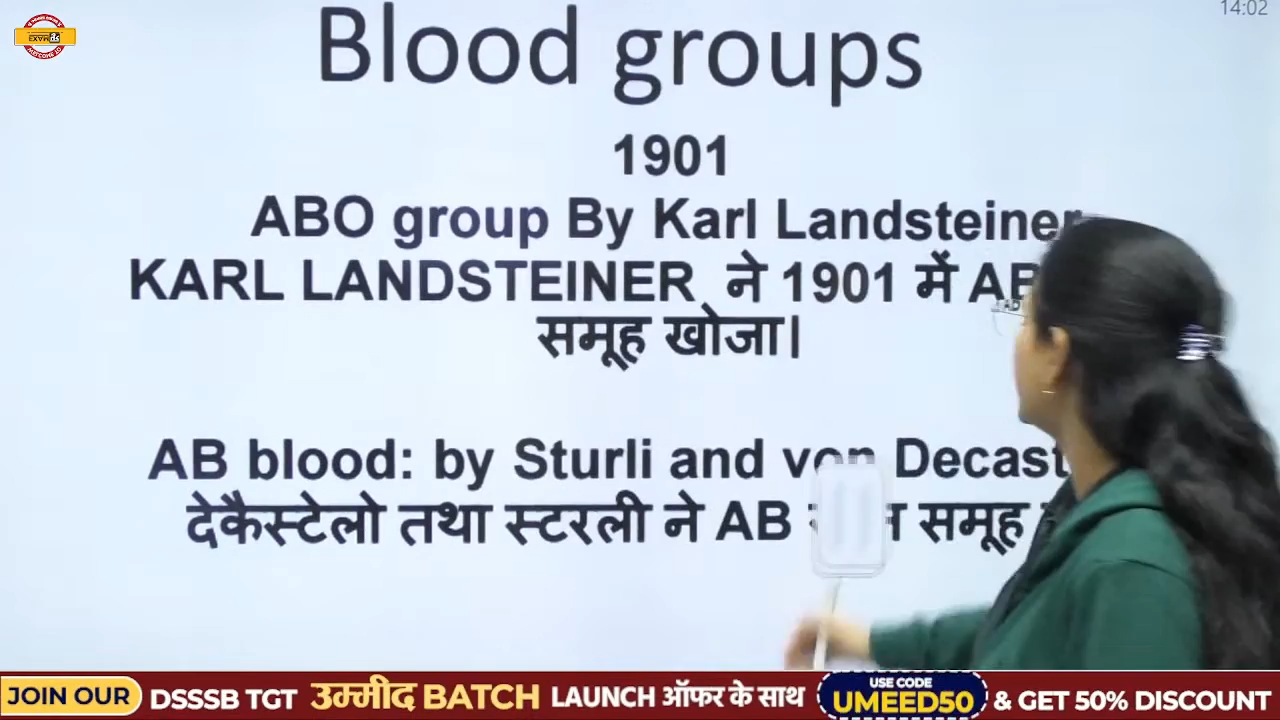 14:02
Blood groups
1901
ABO group By Karl Landsteiner
KARL LANDSTEINER ने 1901 में
समूह खोजा।
AB blood: by Sturli and von
देकैस्टेलो तथा स्टरली ने AB समूह
JOIN OUR DSSSB TGT उम्मीद BATCH LAUNCH ऑफर के साथ USE CODE UMEED50 & GET 50% DISCOUNT